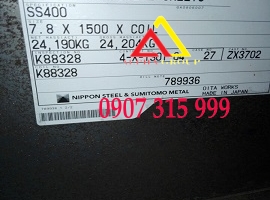 SS400
7.8 X 1500 X COIL
24,190KG 24,204KG
K88328 27 ZX3702
K88328
789936
NIPPON STEEL & SUMITOMO METAL
OITA WORKS
MADE IN JAPAN
0907 315 999